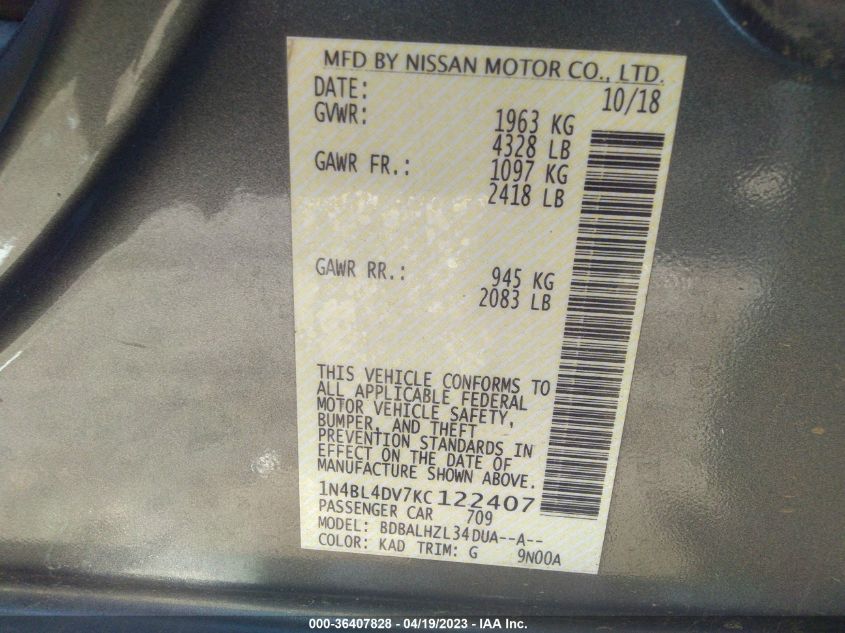 MFD BY NISSAN MOTOR CO., LTD.
DATE: 10/18
GVWR: 1963 KG
4328 LB
GAWR FR.: 1097 KG
2418 LB
GAWR RR.: 945 KG
2083 LB
THIS VEHICLE CONFORMS TO
ALL APPLICABLE FEDERAL
MOTOR VEHICLE SAFETY,
BUMPER, AND THEFT
PREVENTION STANDARDS IN
EFFECT ON THE DATE OF
MANUFACTURE SHOWN ABOVE.
1N4BL4DV7KC122407
PASSENGER CAR 709
MODEL: BDBALHZL34DUA--A--
COLOR: KAD TRIM: G 9N00A
000-36407828 - 04/19/2023 - IAA Inc.